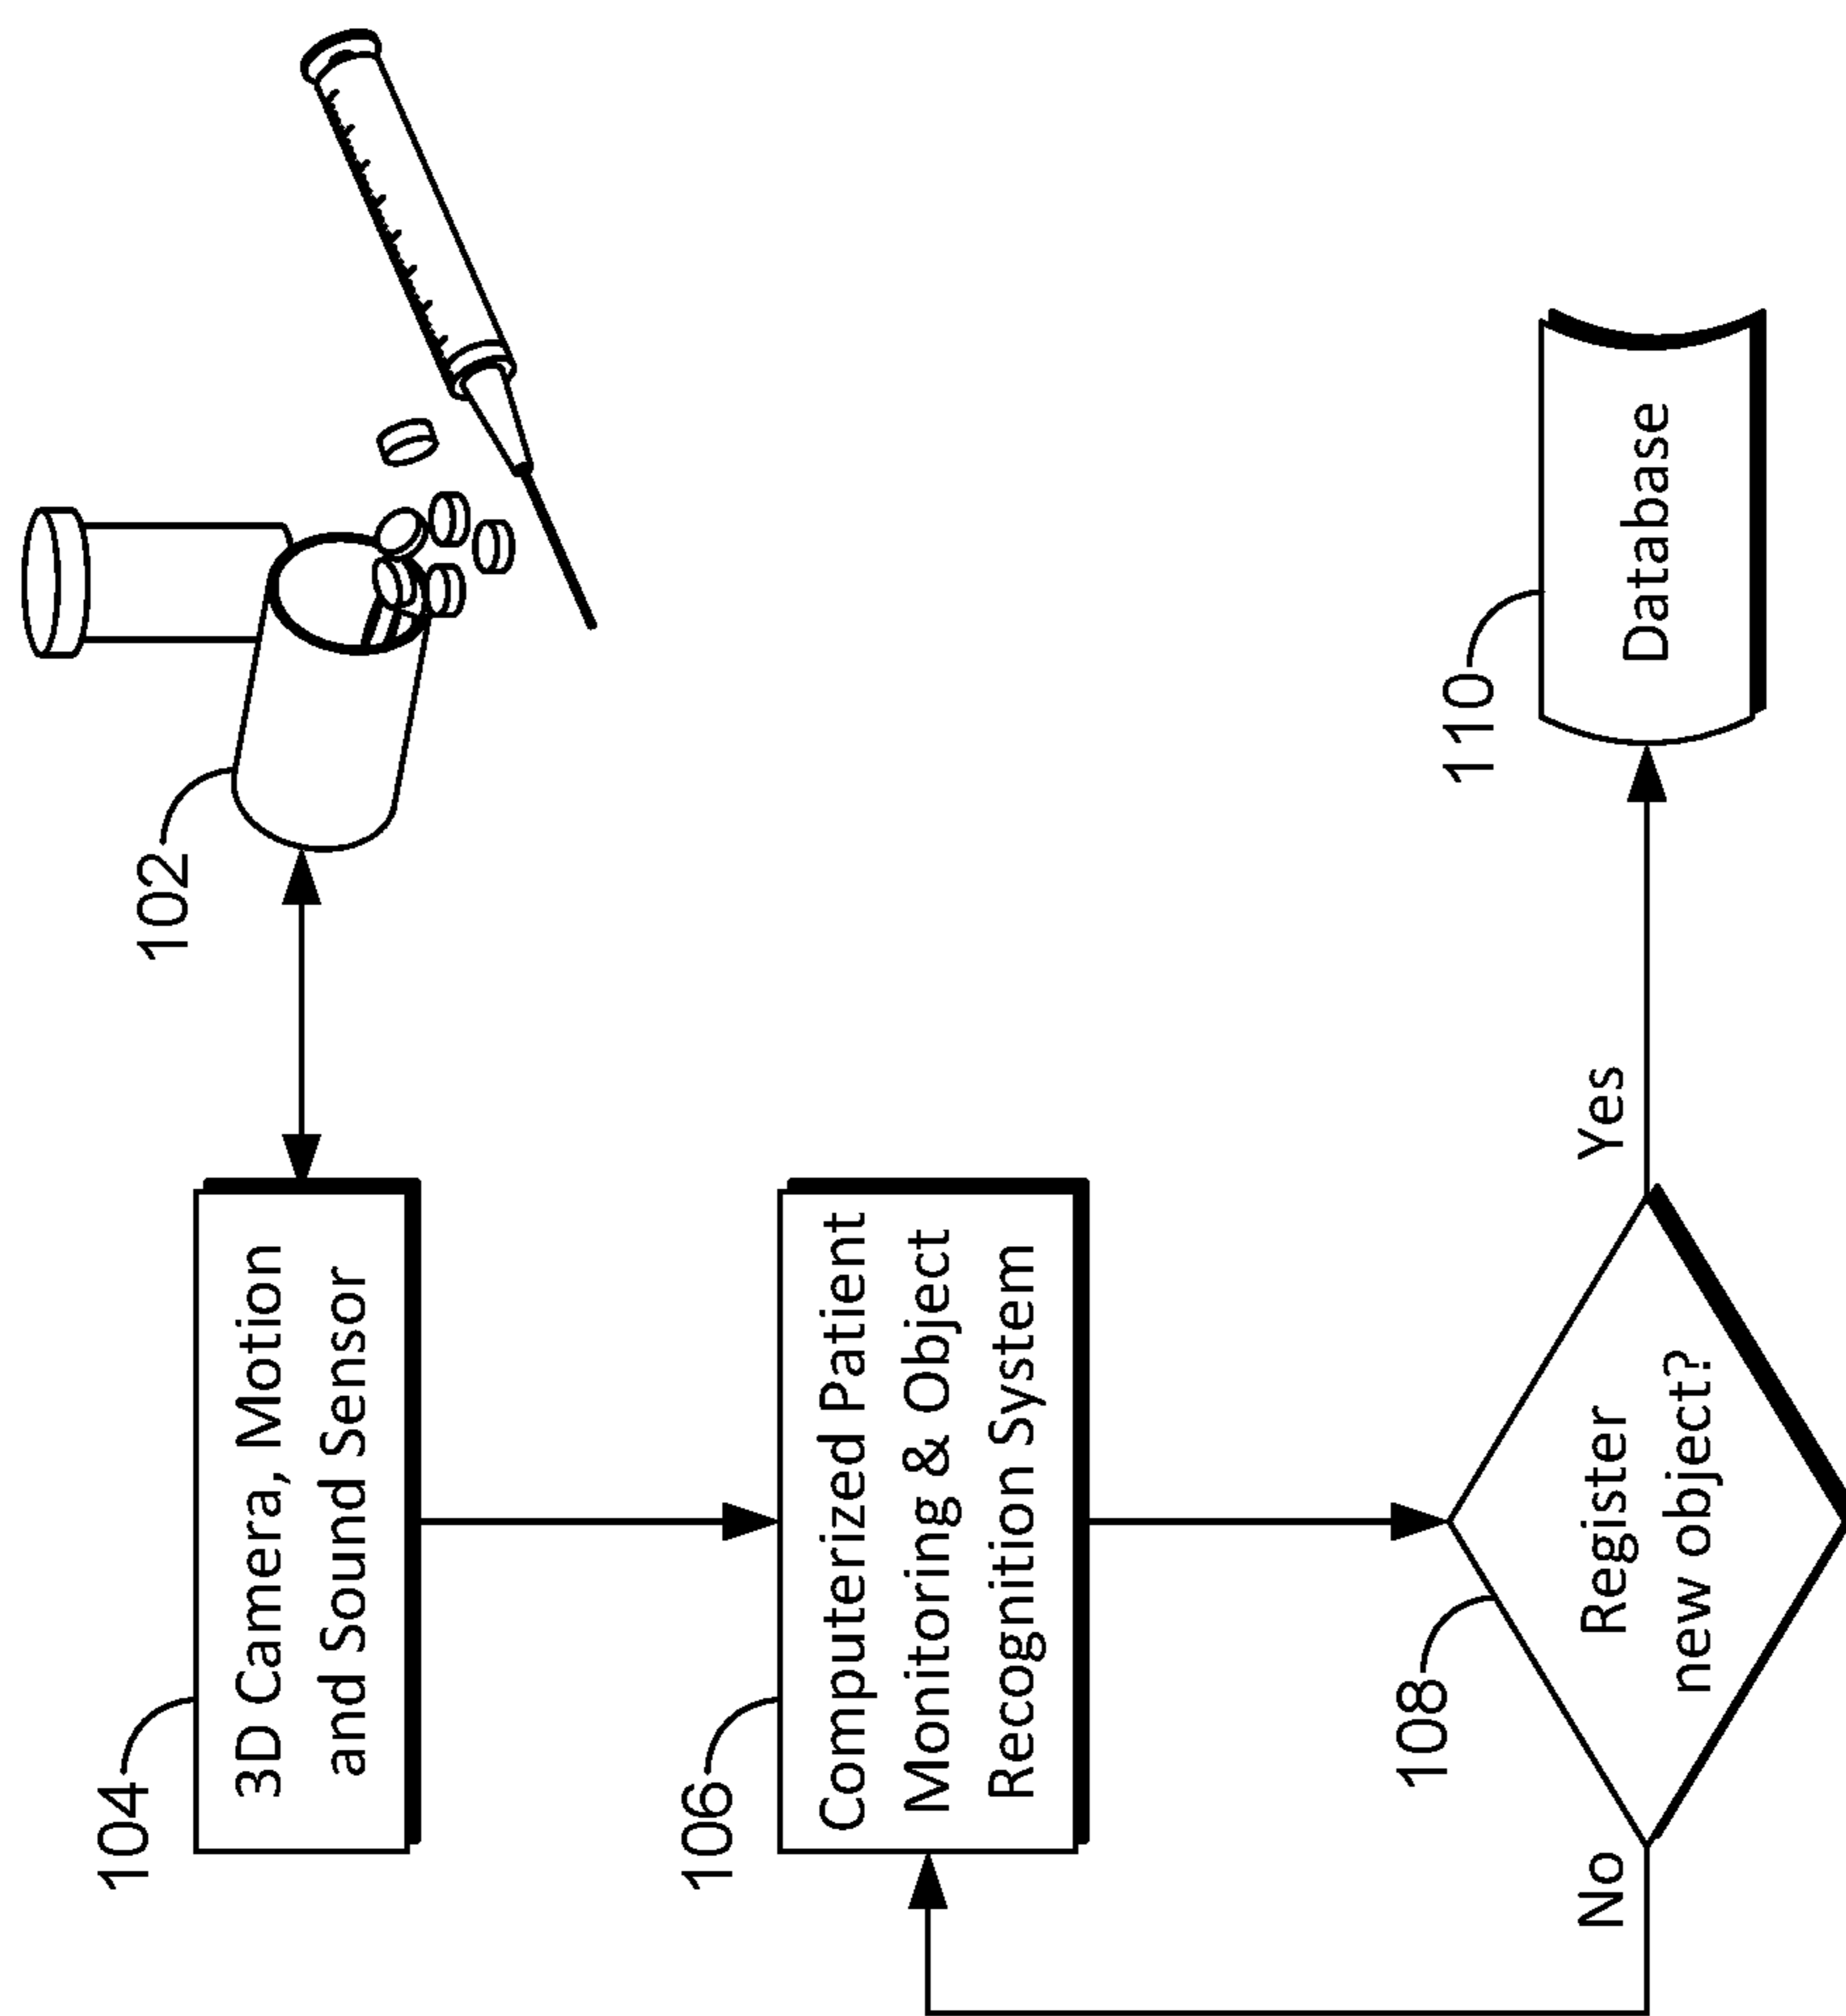 102
104
3D Camera, Motion
and Sound Sensor
106
Computerized Patient
Monitoring & Object
Recognition System
108
Register
new object?
No
Yes
110
Database